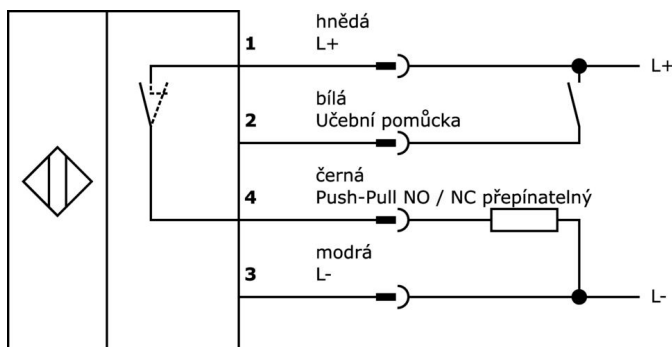 hnědá
1 L+
L+
bílá
2 Učební pomůcka
černá
4 Push-Pull NO / NC přepínatelný
modrá
3 L-
L-